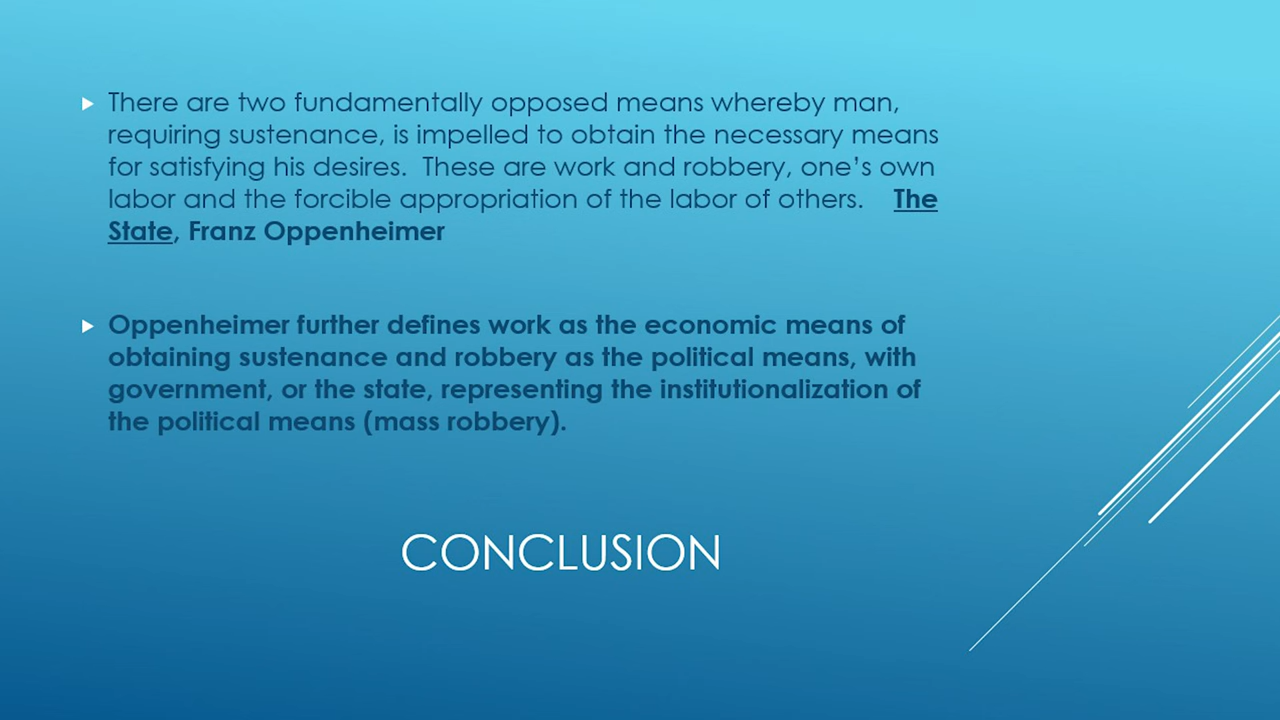 There are two fundamentally opposed means whereby man,
requiring sustenance, is impelled to obtain the necessary means
for satisfying his desires.  These are work and robbery, one’s own
labor and the forcible appropriation of the labor of others.    The
State, Franz Oppenheimer
Oppenheimer further defines work as the economic means of
obtaining sustenance and robbery as the political means, with
government, or the state, representing the institutionalization of
the political means (mass robbery).
CONCLUSION